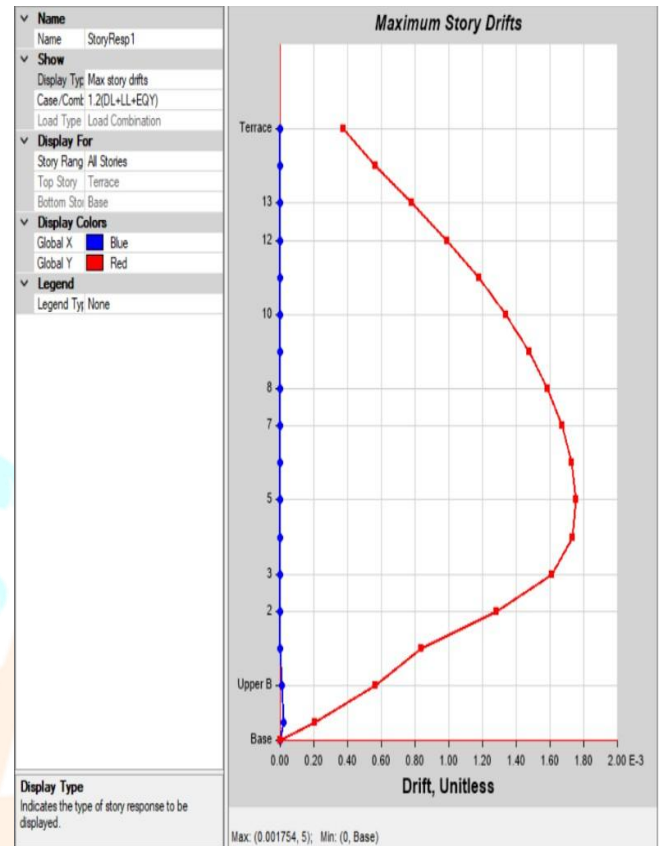 Name
Name StoryResp1
Show
Display Typ Max story drifts
Case/Comb 1.2(DL+LL+EQY)
Load Type Load Combination
Display For
Story Rang All Stories
Top Story Terrace
Bottom Stor Base
Display Colors
Global X Blue
Global Y Red
Legend
Legend Typ None
Display Type
Indicates the type of story response to be
displayed.
Maximum Story Drifts
Terrace
13
12
10
8
7
5
3
2
Upper B
Base
0.00 0.20 0.40 0.60 0.80 1.00 1.20 1.40 1.60 1.80 2.00 E-3
Drift, Unitless
Max: (0.001754, 5); Min: (0, Base)